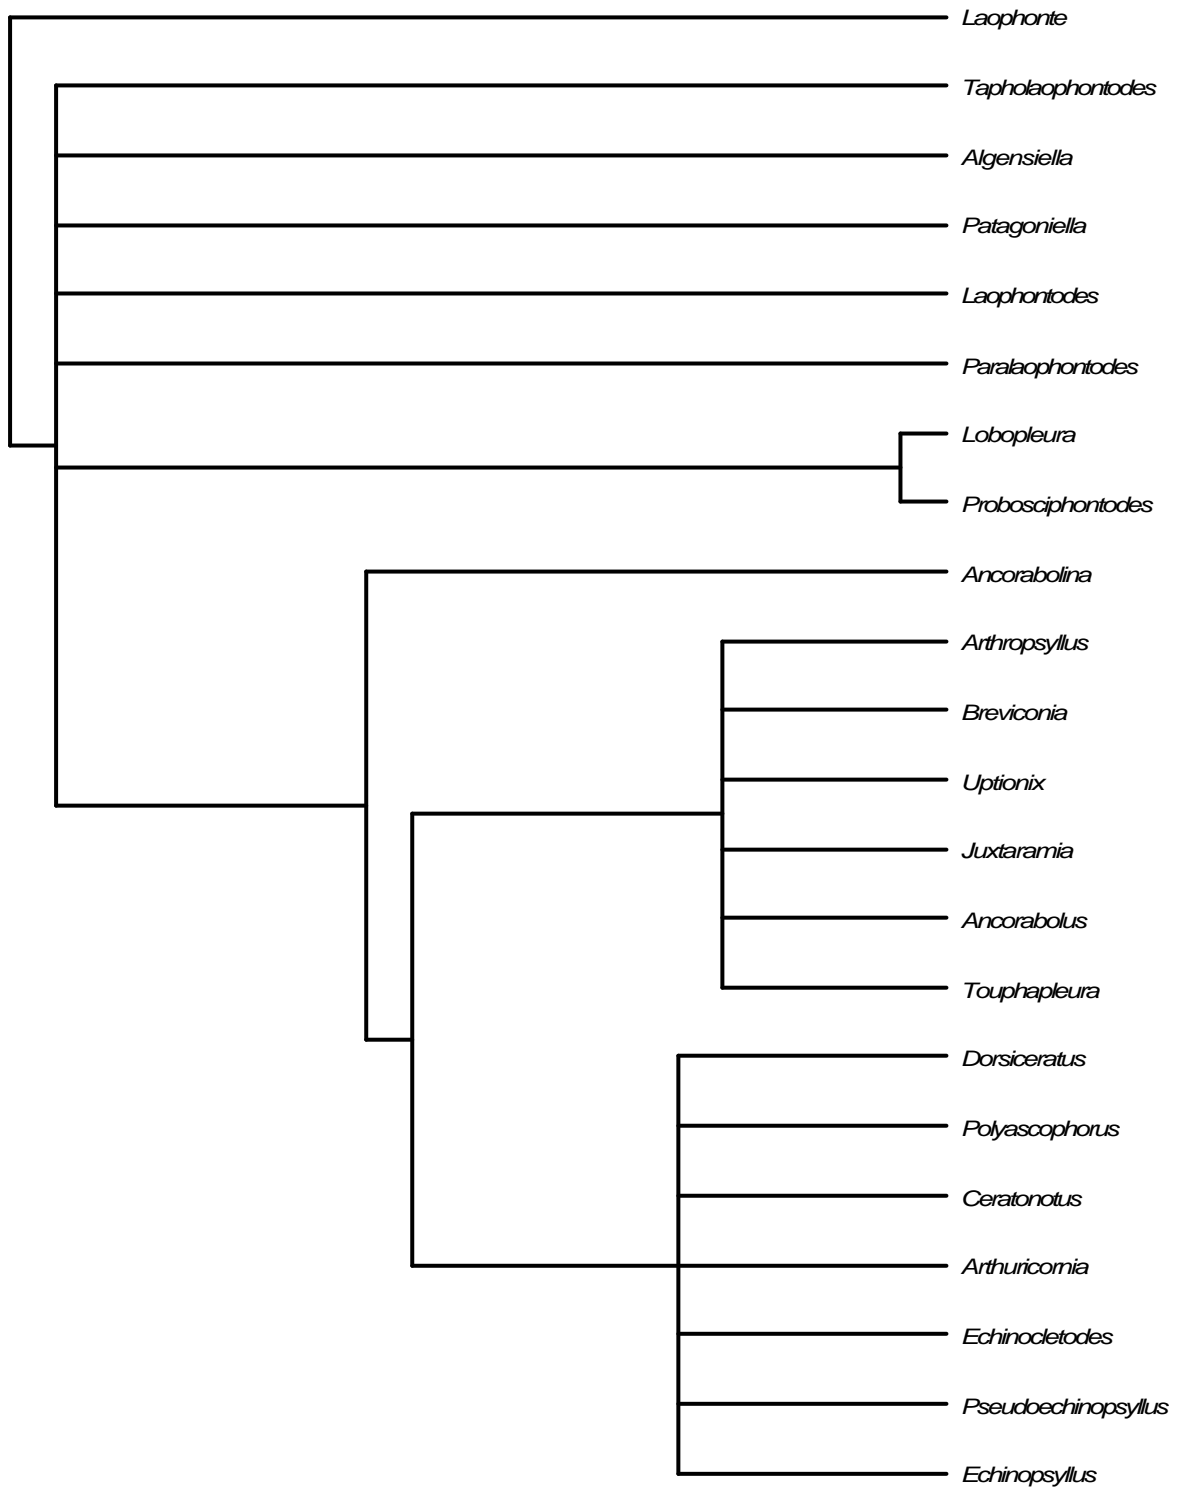 Laophonte
Tapholaophontodes
Algensiella
Patagoniella
Laophontodes
Paralaophontodes
Lobopleura
Probosciphontodes
Ancorabolina
Arthropsyllus
Breviconia
Uptionix
Juxtaramia
Ancorabolus
Touphapleura
Dorsiceratus
Polyascophorus
Ceratonotus
Arthuricornia
Echinocletodes
Pseudoechinopsyllus
Echinopsyllus